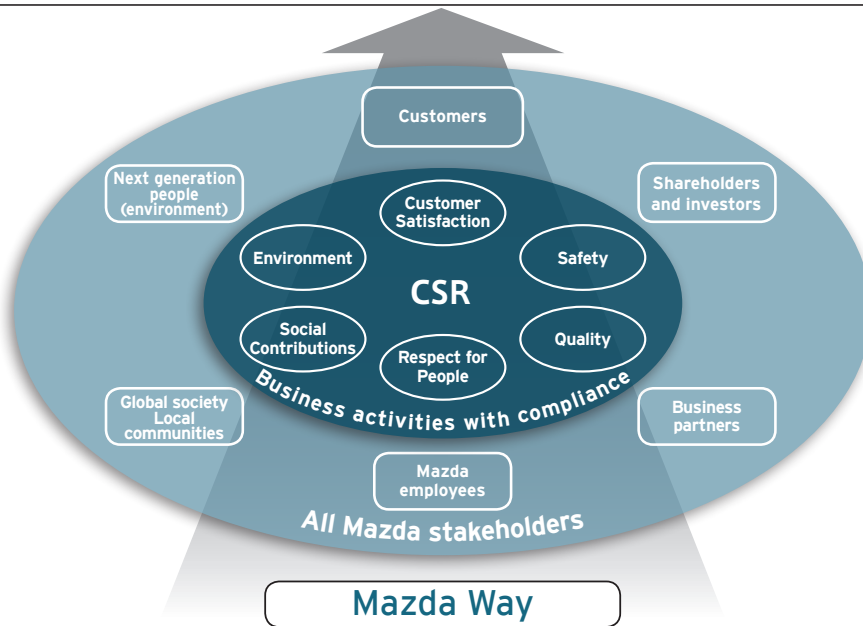 Customers
Next generation
people
(environment)
Shareholders
and investors
Customer
Satisfaction
Environment
Safety
CSR
Social
Contributions
Quality
Respect for
People
Business activities with compliance
Global society
Local
communities
Business
partners
Mazda
employees
All Mazda stakeholders
Mazda Way